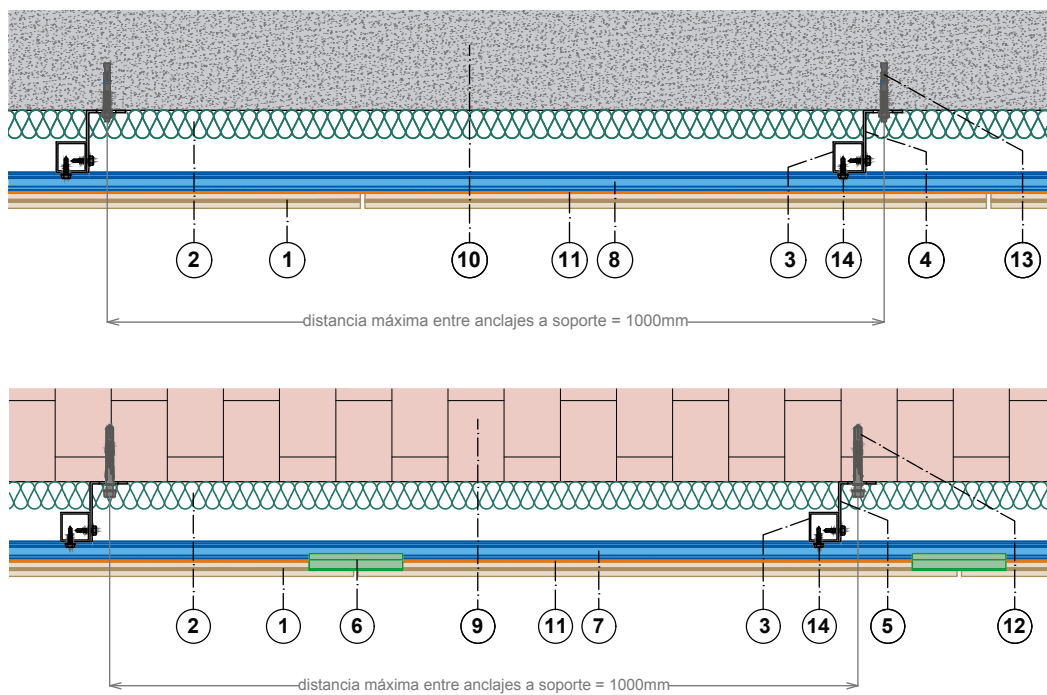 2 1 10 11 8 3 14 4 13
distancia máxima entre anclajes a soporte = 1000mm
2 1 6 9 11 7 3 14 5 12
distancia máxima entre anclajes a soporte = 1000mm